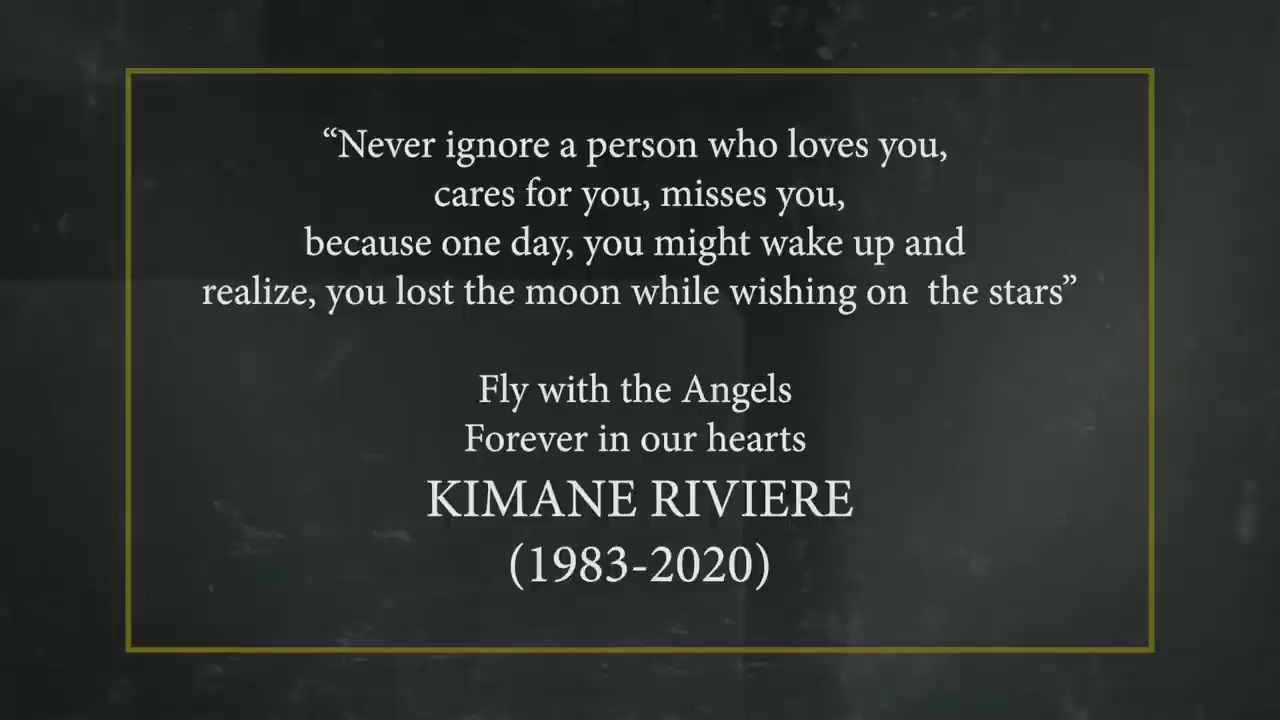 “Never ignore a person who loves you,
cares for you, misses you,
because one day, you might wake up and
realize, you lost the moon while wishing on  the stars”
Fly with the Angels
Forever in our hearts
KIMANE RIVIERE
(1983-2020)